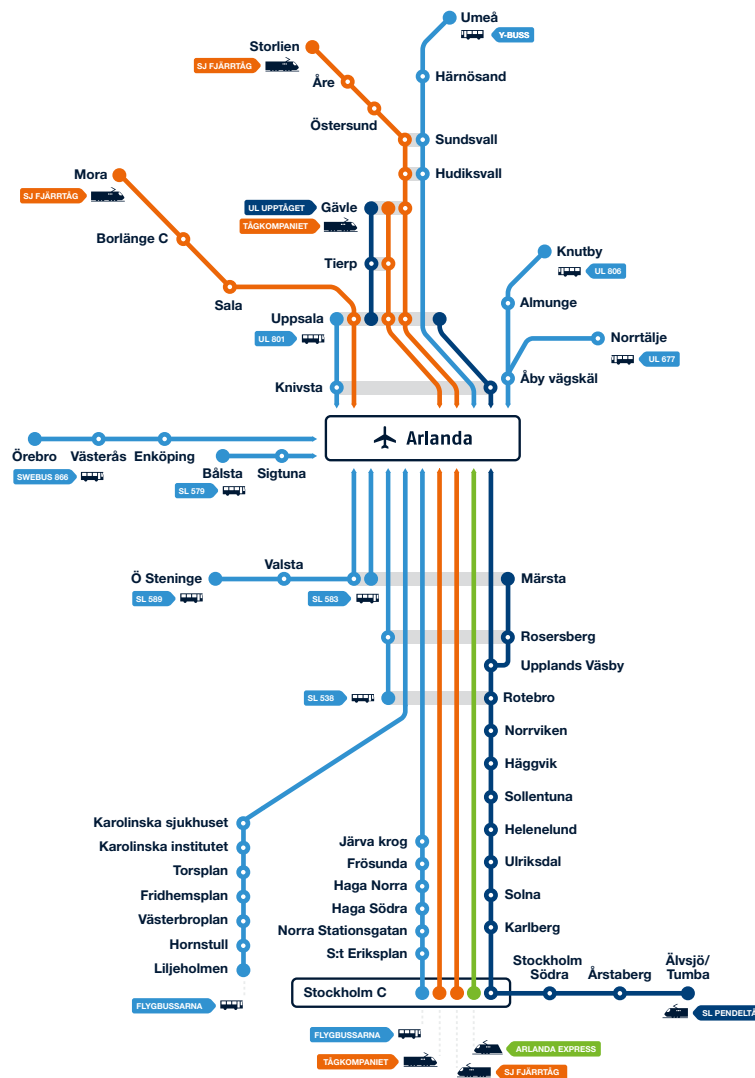 Umeå
Y-BUSS
Storlien
SJ FJÄRRTÅG
Härnösand
Åre
Östersund
Sundsvall
Mora
Hudiksvall
SJ FJÄRRTÅG
UL UPPTÅGET
Gävle
TÅGKOMPANIET
Borlänge C
Knutby
Tierp
UL 806
Sala
Almunge
Uppsala
UL 801
Norrtälje
UL 677
Knivsta
Åby vägskäl
Arlanda
Örebro
Västerås
Enköping
SWEBUS 866
Bålsta
Sigtuna
SL 579
Valsta
Ö Steninge
Märsta
SL 589
SL 583
Rosersberg
Upplands Väsby
SL 538
Rotebro
Norrviken
Häggvik
Sollentuna
Karolinska sjukhuset
Helenelund
Karolinska institutet
Järva krog
Torsplan
Frösunda
Ulriksdal
Fridhemsplan
Haga Norra
Solna
Västerbroplan
Haga Södra
Hornstull
Norra Stationsgatan
Karlberg
Liljeholmen
S:t Eriksplan
FLYGBUSSARNA
Stockholm C
Stockholm
Södra
Årstaberg
Älvsjö/
Tumba
SL PENDELTÅ
FLYGBUSSARNA
ARLANDA EXPRESS
TÅGKOMPANIET
SJ FJÄRRTÅG